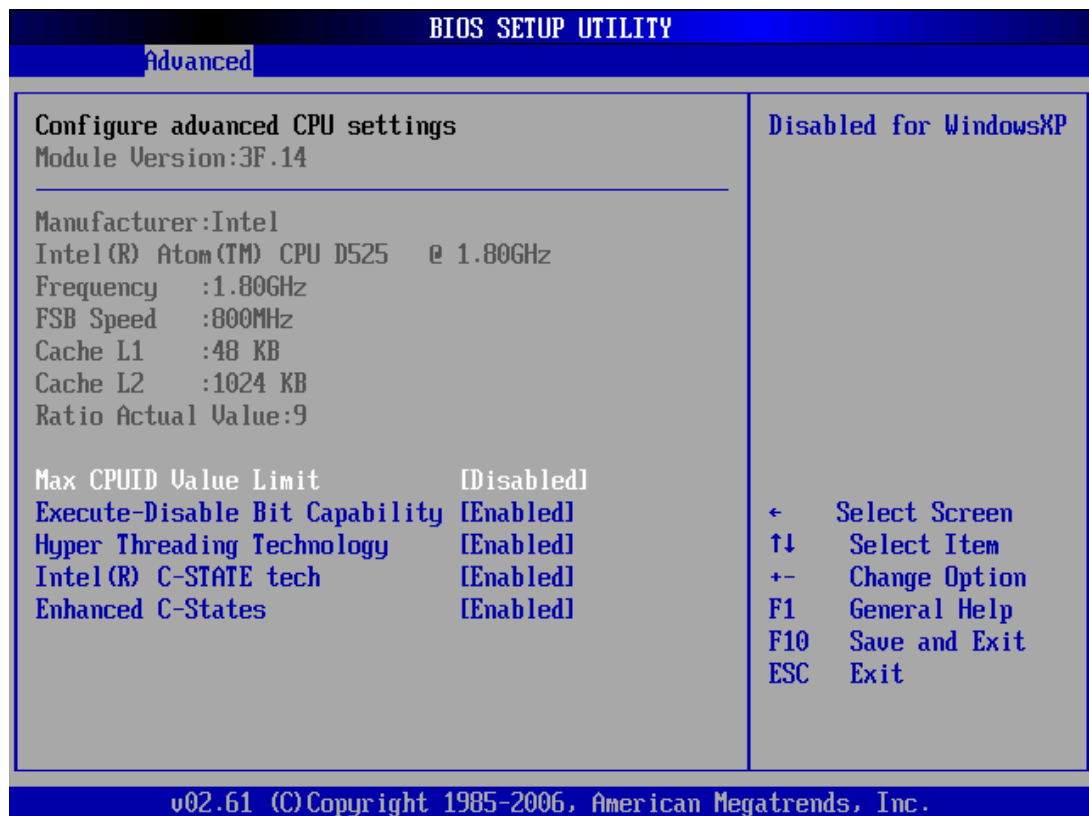 BIOS SETUP UTILITY
Advanced
Configure advanced CPU settings
Module Version:3F.14
Manufacturer:Intel
Intel(R) Atom(TM) CPU D525   @ 1.80GHz
Frequency   :1.80GHz
FSB Speed   :800MHz
Cache L1    :48 KB
Cache L2    :1024 KB
Ratio Actual Value:9
Max CPUID Value Limit          [Disabled]
Execute-Disable Bit Capability [Enabled]
Hyper Threading Technology     [Enabled]
Intel(R) C-STATE tech          [Enabled]
Enhanced C-States              [Enabled]
Disabled for WindowsXP
←    Select Screen
↑↓    Select Item
+-    Change Option
F1    General Help
F10   Save and Exit
ESC   Exit
v02.61 (C)Copyright 1985-2006, American Megatrends, Inc.